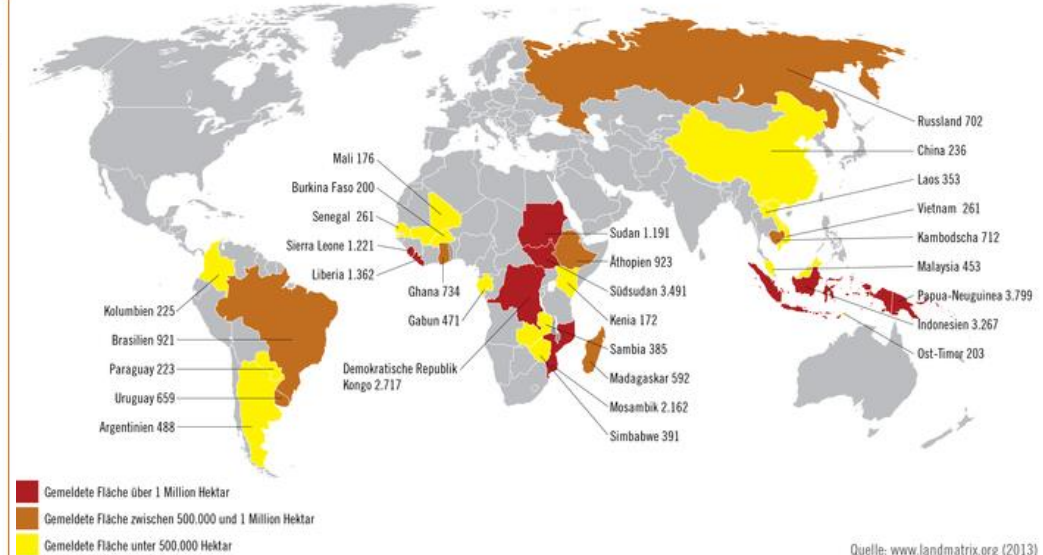 Russland 702
China 236
Laos 353
Vietnam 261
Kambodscha 712
Malaysia 453
Papua-Neuguinea 3.799
Indonesien 3.267
Ost-Timor 203
Mali 176
Burkina Faso 200
Senegal 261
Sierra Leone 1.221
Liberia 1.362
Ghana 734
Gabun 471
Demokratische Republik
Kongo 2.717
Sudan 1.191
Äthopien 923
Südsudan 3.491
Kenia 172
Sambia 385
Madagaskar 592
Mosambik 2.162
Simbabwe 391
Kolumbien 225
Brasilien 921
Paraguay 223
Uruguay 659
Argentinien 488
Gemeldete Fläche über 1 Million Hektar
Gemeldete Fläche zwischen 500.000 und 1 Million Hektar
Gemeldete Fläche unter 500.000 Hektar
Quelle: www.landmatrix.org (2013)